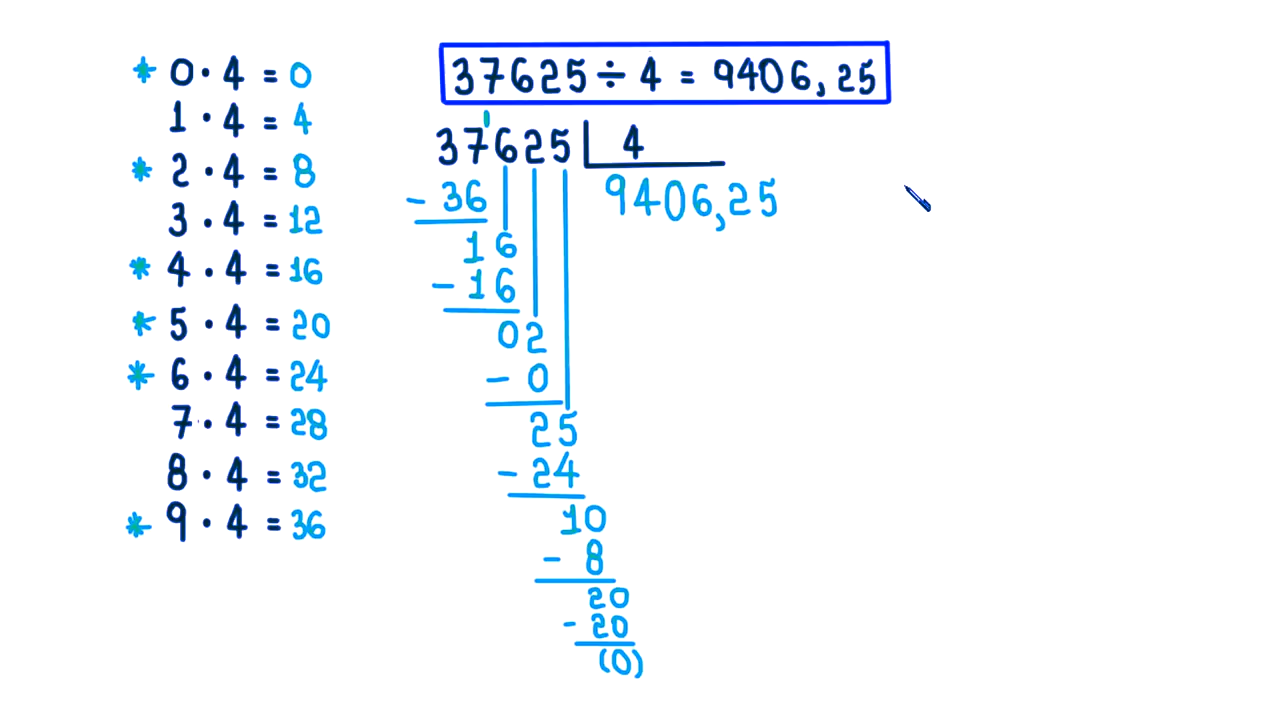 * 0 · 4 = 0
1 · 4 = 4
* 2 · 4 = 8
3 · 4 = 12
* 4 · 4 = 16
* 5 · 4 = 20
* 6 · 4 = 24
7 · 4 = 28
8 · 4 = 32
* 9 · 4 = 36
37625 ÷ 4 = 9406,25
37625 4
- 36 9406,25
16
- 16
02
- 0
25
- 24
10
- 8
20
- 20
(0)